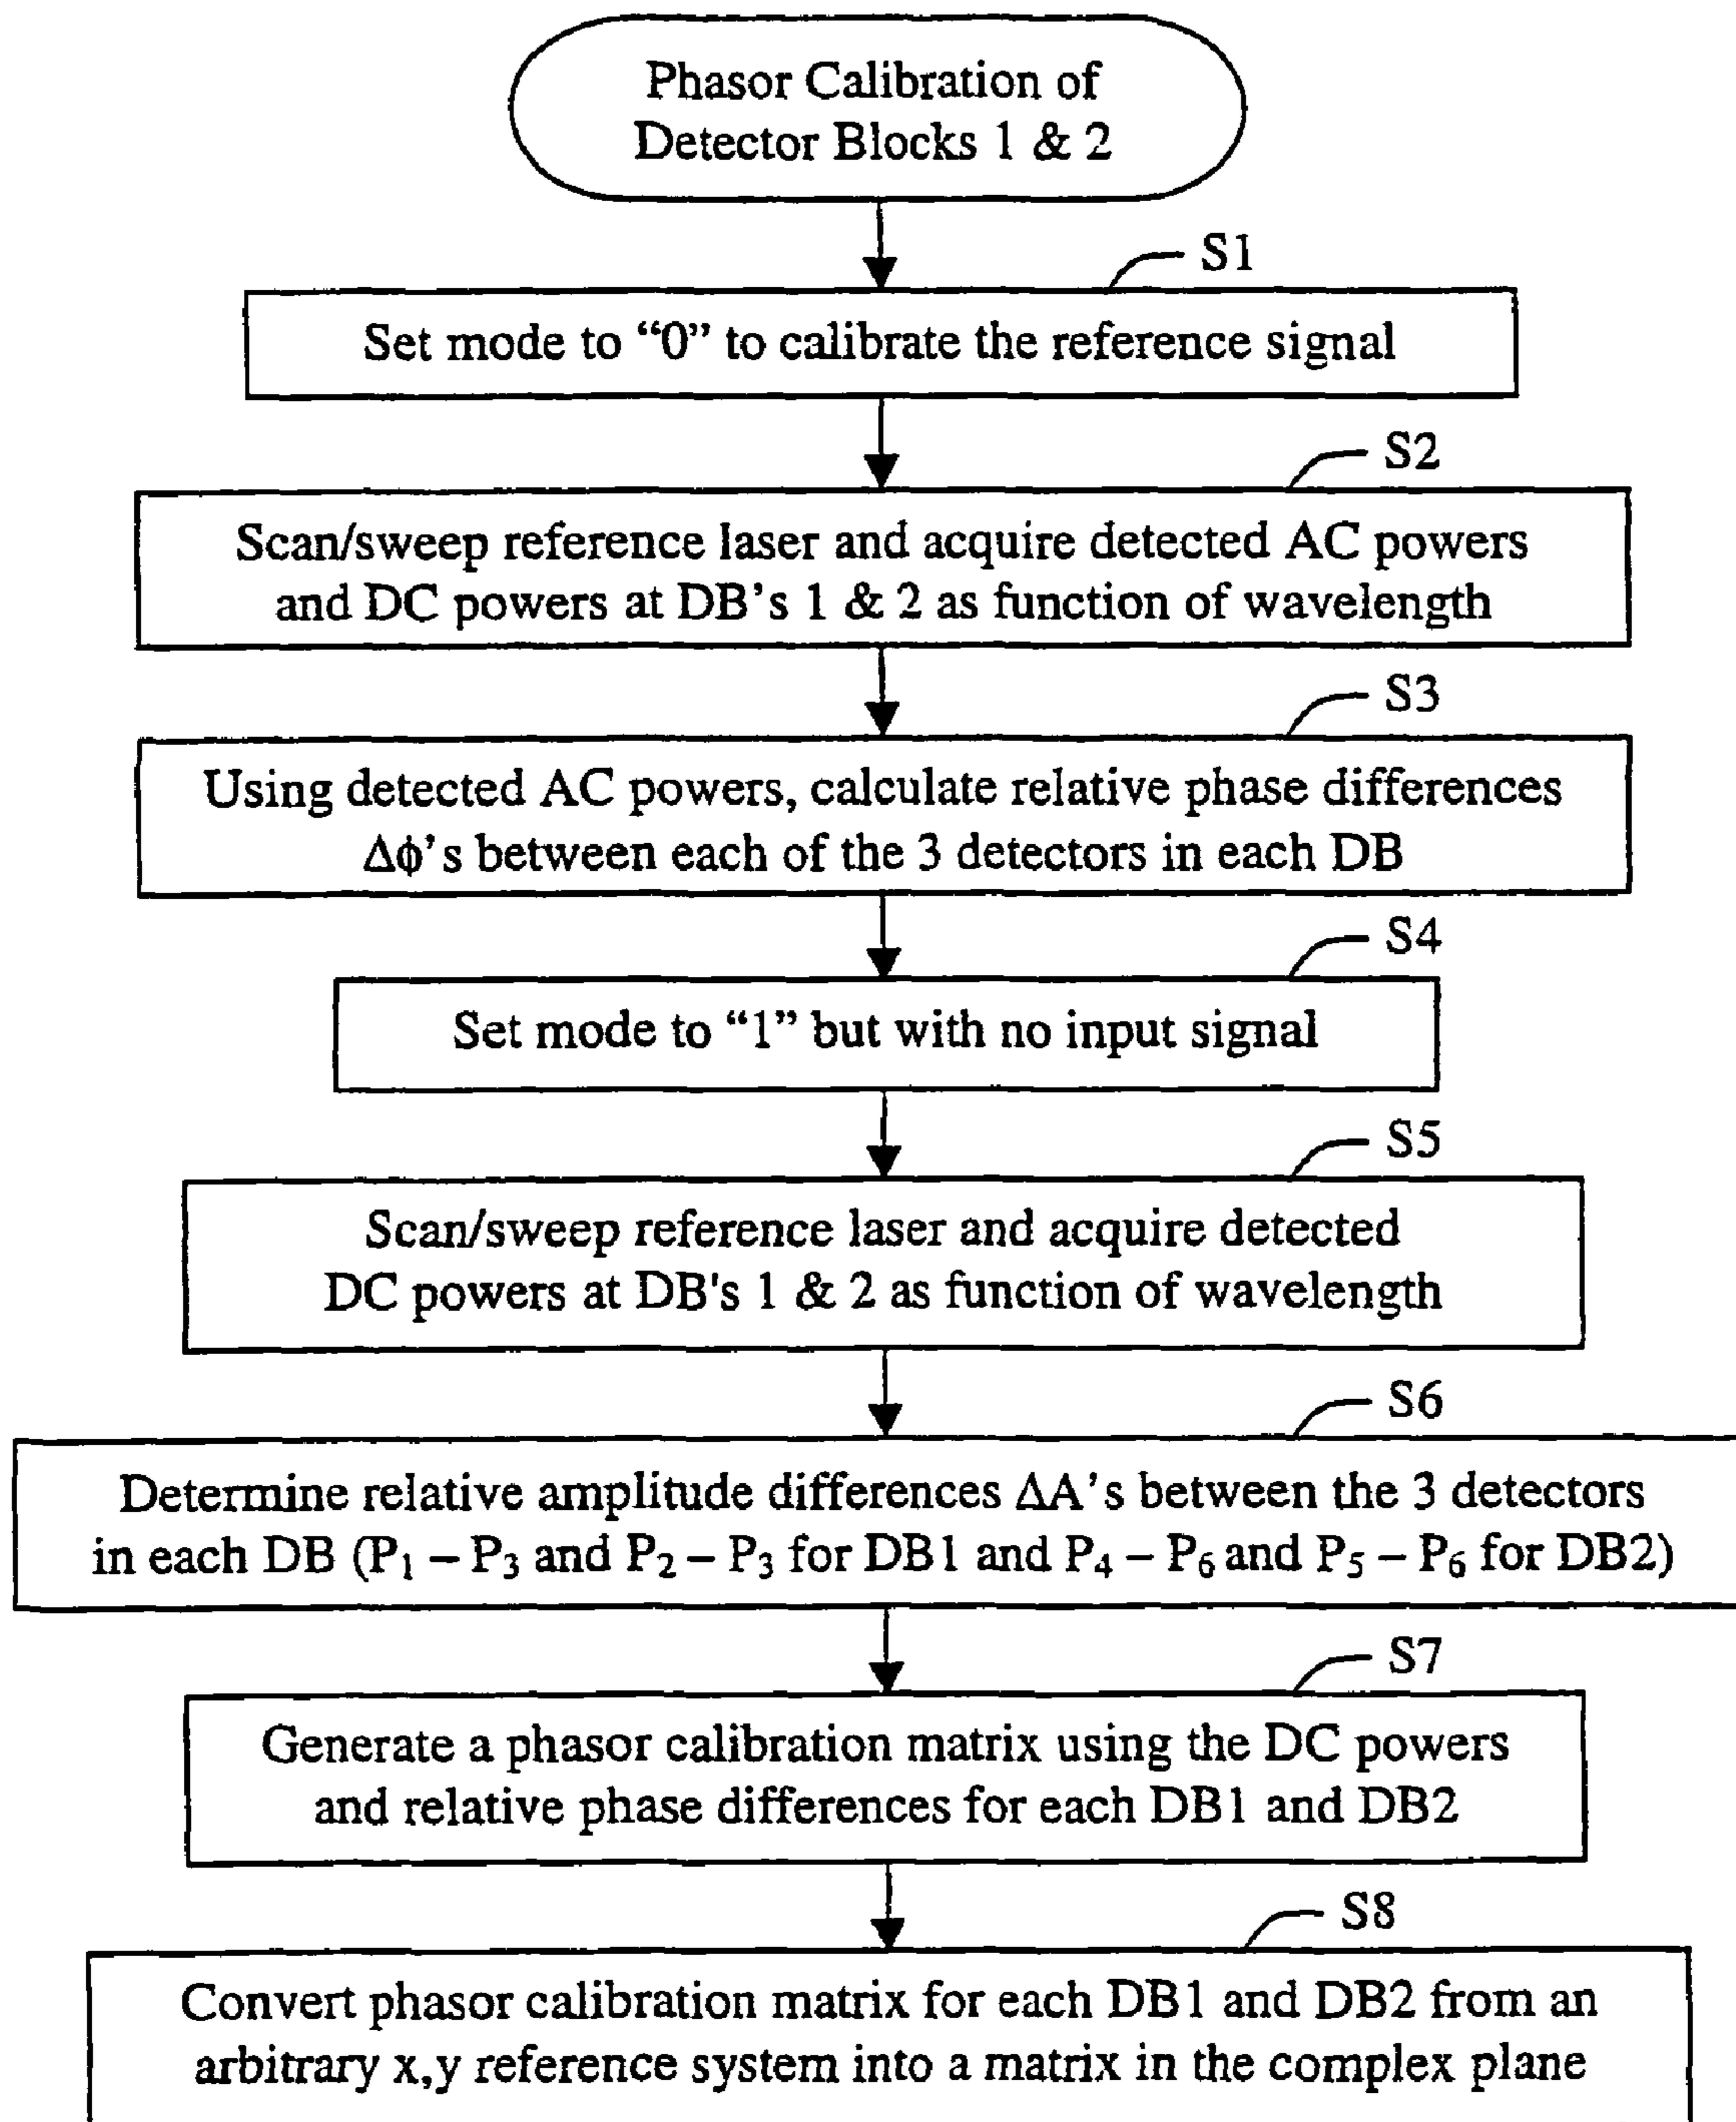 Phasor Calibration of
Detector Blocks 1 & 2
S1
Set mode to “0” to calibrate the reference signal
S2
Scan/sweep reference laser and acquire detected AC powers
and DC powers at DB’s 1 & 2 as function of wavelength
S3
Using detected AC powers, calculate relative phase differences
Δϕ’s between each of the 3 detectors in each DB
S4
Set mode to “1” but with no input signal
S5
Scan/sweep reference laser and acquire detected
DC powers at DB's 1 & 2 as function of wavelength
S6
Determine relative amplitude differences ΔA’s between the 3 detectors
in each DB (P₁ – P₃ and P₂ – P₃ for DB1 and P₄ – P₆ and P₅ – P₆ for DB2)
S7
Generate a phasor calibration matrix using the DC powers
and relative phase differences for each DB1 and DB2
S8
Convert phasor calibration matrix for each DB1 and DB2 from an
arbitrary x,y reference system into a matrix in the complex plane